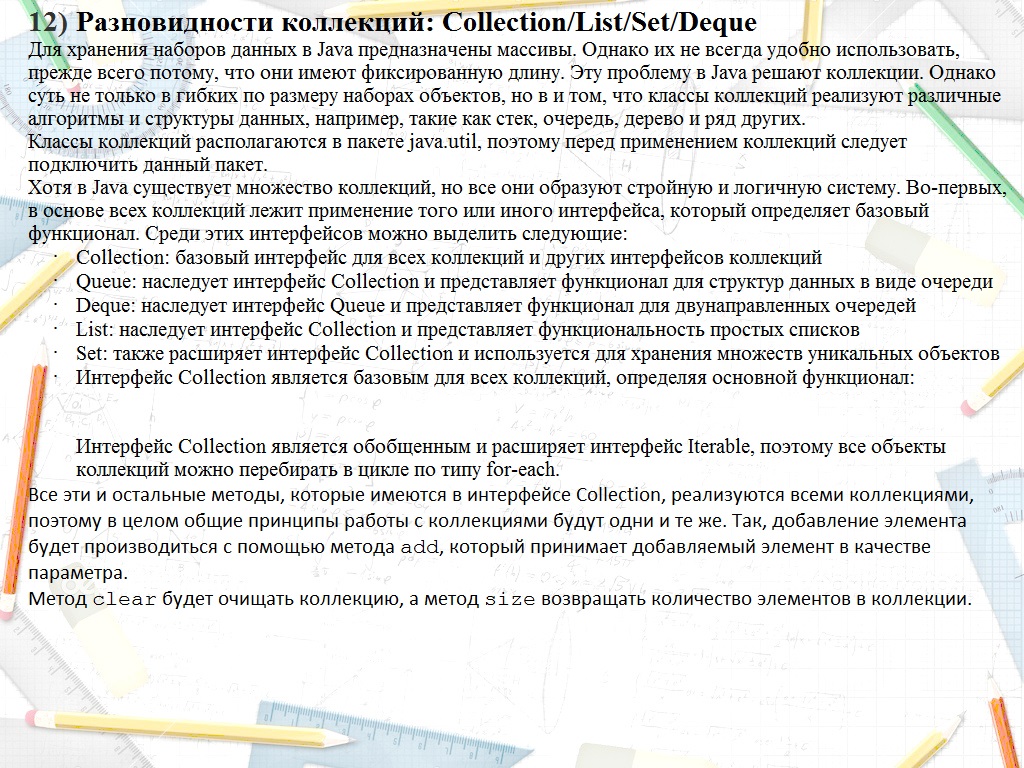 12) Разновидности коллекций: Collection/List/Set/Deque
Для хранения наборов данных в Java предназначены массивы. Однако их не всегда удобно использовать,
прежде всего потому, что они имеют фиксированную длину. Эту проблему в Java решают коллекции. Однако
суть не только в гибких по размеру наборах объектов, но в и том, что классы коллекций реализуют различные
алгоритмы и структуры данных, например, такие как стек, очередь, дерево и ряд других.
Классы коллекций располагаются в пакете java.util, поэтому перед применением коллекций следует
подключить данный пакет.
Хотя в Java существует множество коллекций, но все они образуют стройную и логичную систему. Во-первых,
в основе всех коллекций лежит применение того или иного интерфейса, который определяет базовый
функционал. Среди этих интерфейсов можно выделить следующие:
· Collection: базовый интерфейс для всех коллекций и других интерфейсов коллекций
· Queue: наследует интерфейс Collection и представляет функционал для структур данных в виде очереди
· Deque: наследует интерфейс Queue и представляет функционал для двунаправленных очередей
· List: наследует интерфейс Collection и представляет функциональность простых списков
· Set: также расширяет интерфейс Collection и используется для хранения множеств уникальных объектов
· Интерфейс Collection является базовым для всех коллекций, определяя основной функционал:
Интерфейс Collection является обобщенным и расширяет интерфейс Iterable, поэтому все объекты
коллекций можно перебирать в цикле по типу for-each.
Все эти и остальные методы, которые имеются в интерфейсе Collection, реализуются всеми коллекциями,
поэтому в целом общие принципы работы с коллекциями будут одни и те же. Так, добавление элемента
будет производиться с помощью метода add, который принимает добавляемый элемент в качестве
параметра.
Метод clear будет очищать коллекцию, а метод size возвращать количество элементов в коллекции.